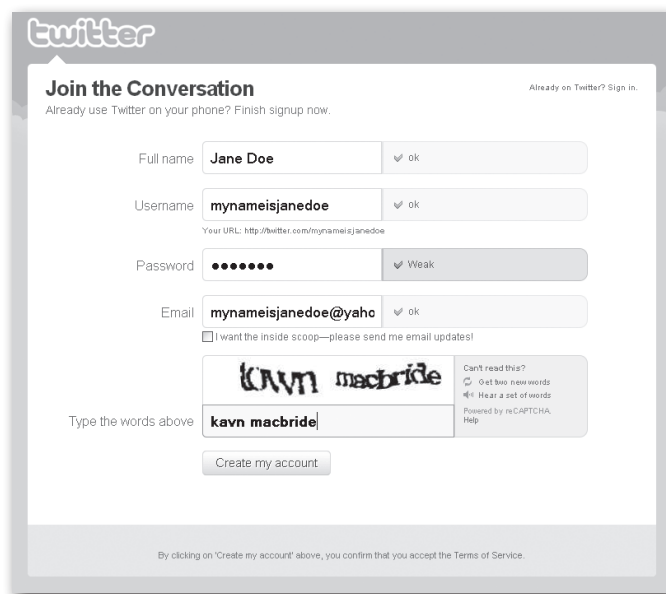 twitter
Join the Conversation
Already on Twitter? Sign in.
Already use Twitter on your phone? Finish signup now.
Full name Jane Doe ok
Username mynameisjanedoe ok
Your URL: http://twitter.com/mynameisjanedoe
Password ●●●●●●● Weak
Email mynameisjanedoe@yaho ok
I want the inside scoop—please send me email updates!
kavn macbride
Can't read this?
Get two new words
Hear a set of words
Powered by reCAPTCHA.
Help
Type the words above kavn macbride
Create my account
By clicking on 'Create my account' above, you confirm that you accept the Terms of Service.